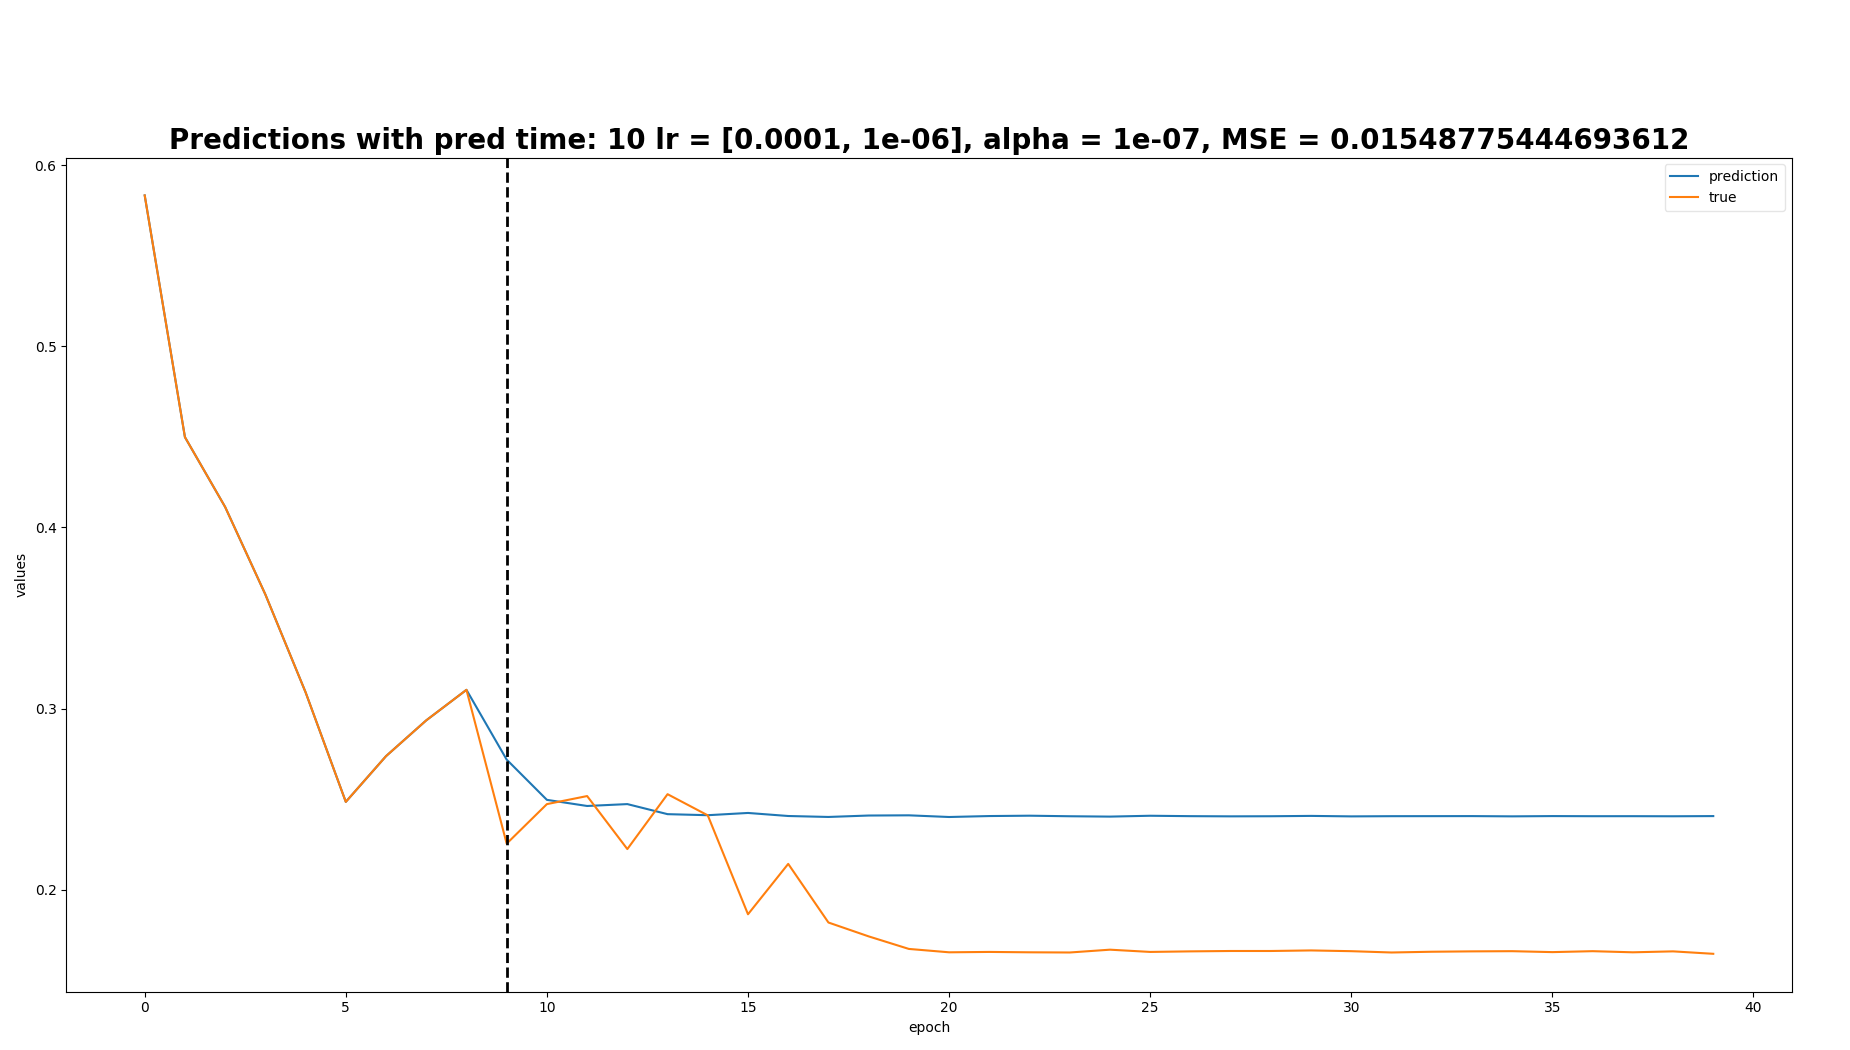 Predictions with pred time: 10 lr = [0.0001, 1e-06], alpha = 1e-07, MSE = 0.01548775444693612
prediction
true
0.6
0.5
0.4
0.3
0.2
values
0 5 10 15 20 25 30 35 40
epoch